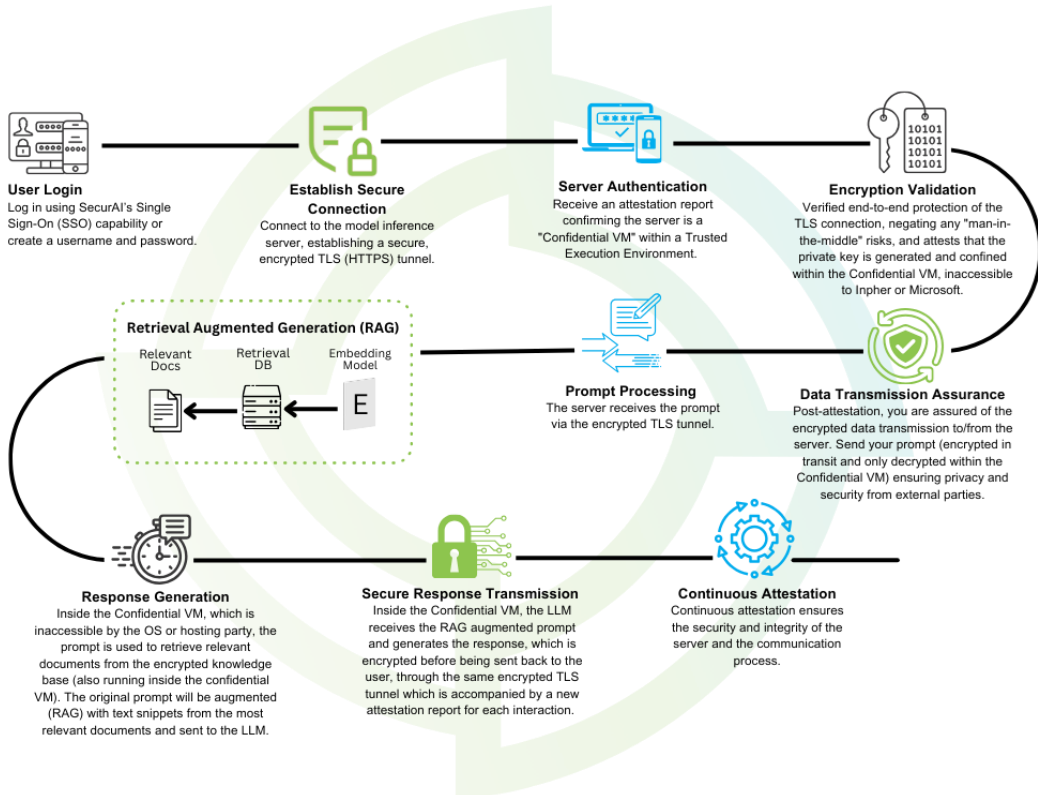 User Login
Log in using SecurAI's Single
Sign-On (SSO) capability or
create a username and password.
Establish Secure
Connection
Connect to the model inference
server, establishing a secure,
encrypted TLS (HTTPS) tunnel.
Server Authentication
Receive an attestation report
confirming the server is a
"Confidential VM" within a Trusted
Execution Environment.
10101
10101
10101
10101
Encryption Validation
Verified end-to-end protection of the
TLS connection, negating any "man-in-
the-middle" risks, and attests that the
private key is generated and confined
within the Confidential VM, inaccessible
to Inpher or Microsoft.
Data Transmission Assurance
Post-attestation, you are assured of the
encrypted data transmission to/from the
server. Send your prompt (encrypted in
transit and only decrypted within the
Confidential VM) ensuring privacy and
security from external parties.
Prompt Processing
The server receives the prompt
via the encrypted TLS tunnel.
Retrieval Augmented Generation (RAG)
Relevant
Docs
Retrieval
DB
Embedding
Model
E
Response Generation
Inside the Confidential VM, which is
inaccessible by the OS or hosting party, the
prompt is used to retrieve relevant
documents from the encrypted knowledge
base (also running inside the confidential
VM). The original prompt will be augmented
(RAG) with text snippets from the most
relevant documents and sent to the LLM.
Secure Response Transmission
Inside the Confidential VM, the LLM
receives the RAG augmented prompt
and generates the response, which is
encrypted before being sent back to the
user, through the same encrypted TLS
tunnel which is accompanied by a new
attestation report for each interaction.
Continuous Attestation
Continuous attestation ensures
the security and integrity of the
server and the communication
process.